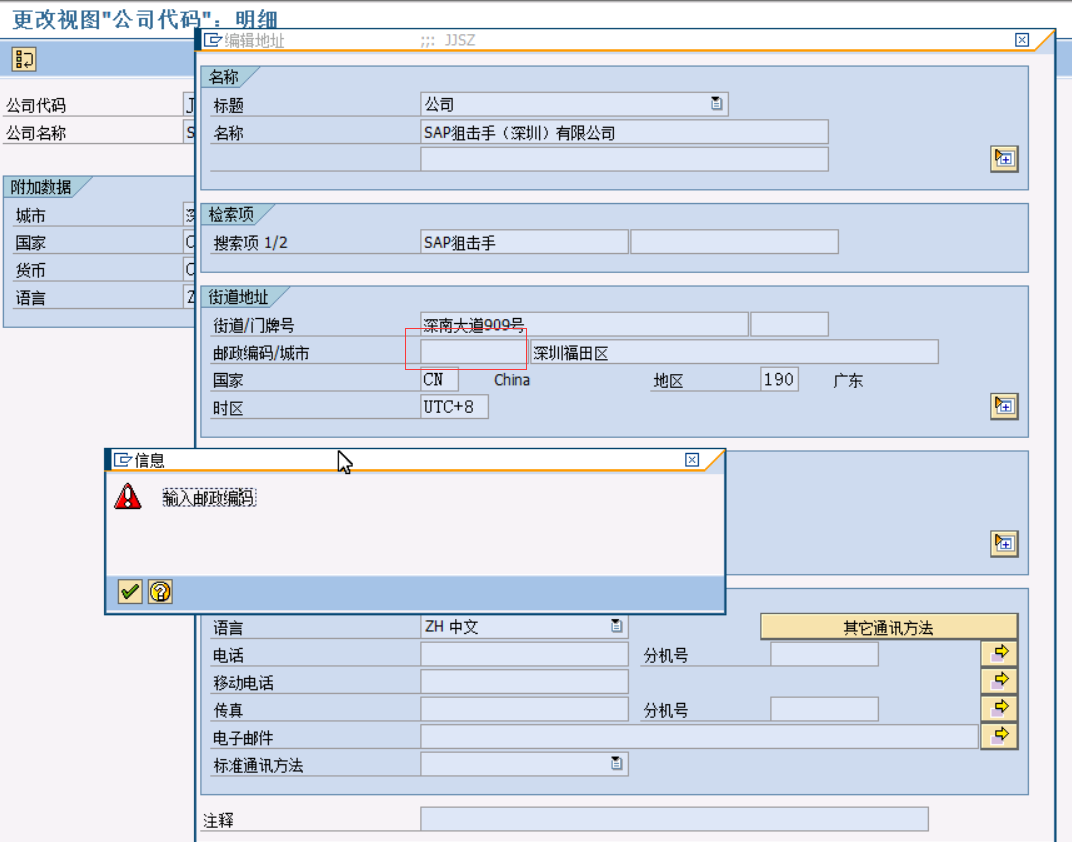 更改视图"公司代码"：明细
编辑地址 ;;: JJSZ
名称
公司代码 J
标题 公司
公司名称 S
名称 SAP狙击手（深圳）有限公司
附加数据
检索项
城市 深
国家 C
搜索项 1/2 SAP狙击手
货币 C
语言 Z
街道地址
街道/门牌号 深南大道909号
邮政编码/城市 深圳福田区
国家 CN China 地区 190 广东
时区 UTC+8
信息
输入邮政编码
语言 ZH 中文 其它通讯方法
电话 分机号
移动电话
传真 分机号
电子邮件
标准通讯方法
注释